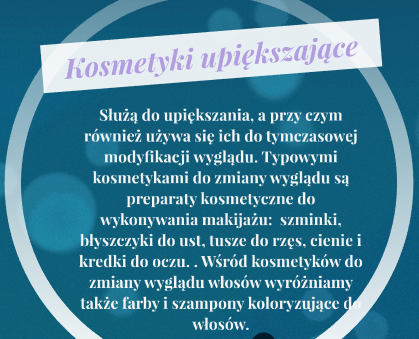 Kosmetyki upiększające
Służą do upiększania, a przy czym
również używa się ich do tymczasowej
modyfikacji wyglądu. Typowymi
kosmetykami do zmiany wyglądu są
preparaty kosmetyczne do
wykonywania makijażu: szminki,
błyszczyki do ust, tusze do rzęs, cienie i
kredki do oczu. . Wśród kosmetyków do
zmiany wyglądu włosów wyróżniamy
także farby i szampony koloryzujące do
włosów.